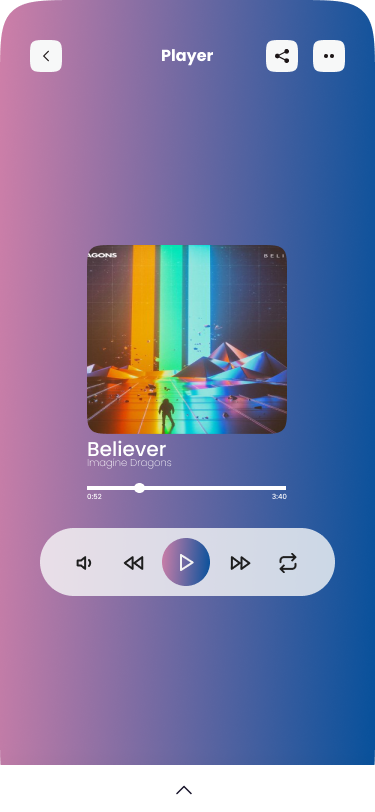 Player
AGONS BELI
Believer
Imagine Dragons
0:52 3:40